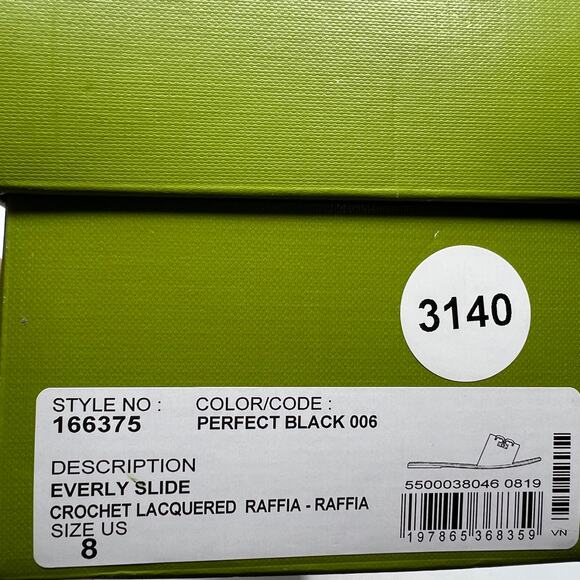 3140
STYLE NO : COLOR/CODE :
166375 PERFECT BLACK 006
DESCRIPTION
EVERLY SLIDE
CROCHET LACQUERED RAFFIA - RAFFIA
SIZE US
8
5500038046 0819
197865 368359
VN